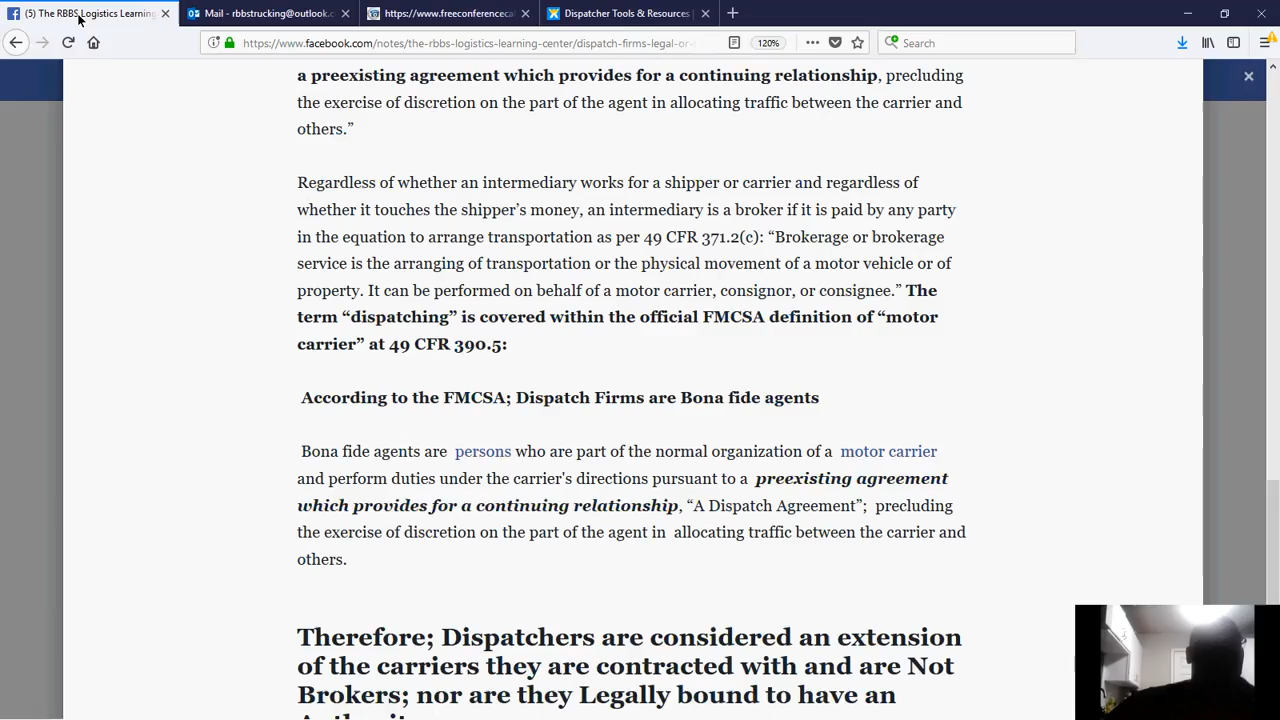 (5) The RBBS Logistics Learning
Mail - rbbstrucking@outlook.c
https://www.freeconferenceca
Dispatcher Tools & Resources
https://www.facebook.com/notes/the-rbbs-logistics-learning-center/dispatch-firms-legal-or-
120%
Search
a preexisting agreement which provides for a continuing relationship, precluding
the exercise of discretion on the part of the agent in allocating traffic between the carrier and
others.”
Regardless of whether an intermediary works for a shipper or carrier and regardless of
whether it touches the shipper’s money, an intermediary is a broker if it is paid by any party
in the equation to arrange transportation as per 49 CFR 371.2(c): “Brokerage or brokerage
service is the arranging of transportation or the physical movement of a motor vehicle or of
property. It can be performed on behalf of a motor carrier, consignor, or consignee.” The
term “dispatching” is covered within the official FMCSA definition of “motor
carrier” at 49 CFR 390.5:
According to the FMCSA; Dispatch Firms are Bona fide agents
Bona fide agents are persons who are part of the normal organization of a motor carrier
and perform duties under the carrier's directions pursuant to a preexisting agreement
which provides for a continuing relationship, “A Dispatch Agreement”; precluding
the exercise of discretion on the part of the agent in allocating traffic between the carrier and
others.
Therefore; Dispatchers are considered an extension
of the carriers they are contracted with and are Not
Brokers; nor are they Legally bound to have an